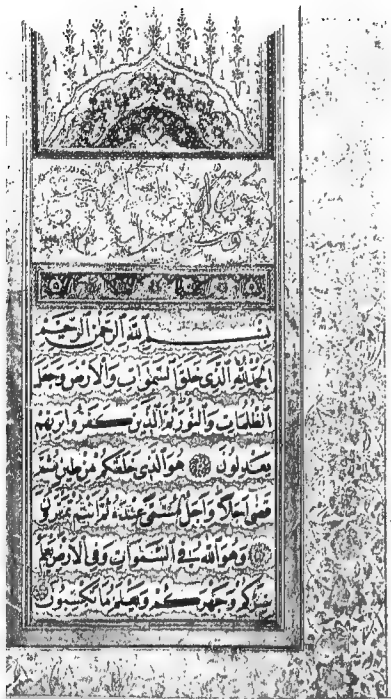 بسم الله الرحمن الرحيم
الحمد لله الذي خلق السموات والارض وجعل
الظلمات والنور ثم الذين كفروا بربهم
يعدلون هو الذي خلقكم من طين ثم
قضى اجلا واجل مسمى عنده ثم انتم تمترون
وهو الله في السموات وفي الارض يعلم
سركم وجهركم ويعلم ما تكسبون